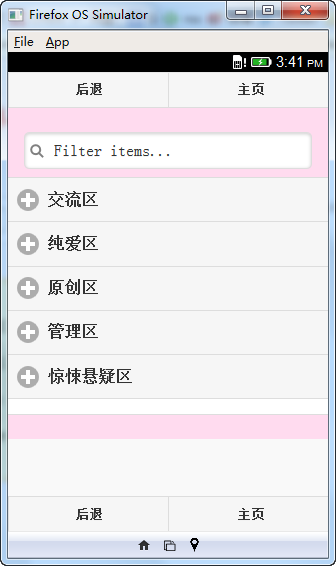 Firefox OS Simulator
File App
3:41 PM
后退 主页
Filter items...
交流区
纯爱区
原创区
管理区
惊悚悬疑区
后退 主页